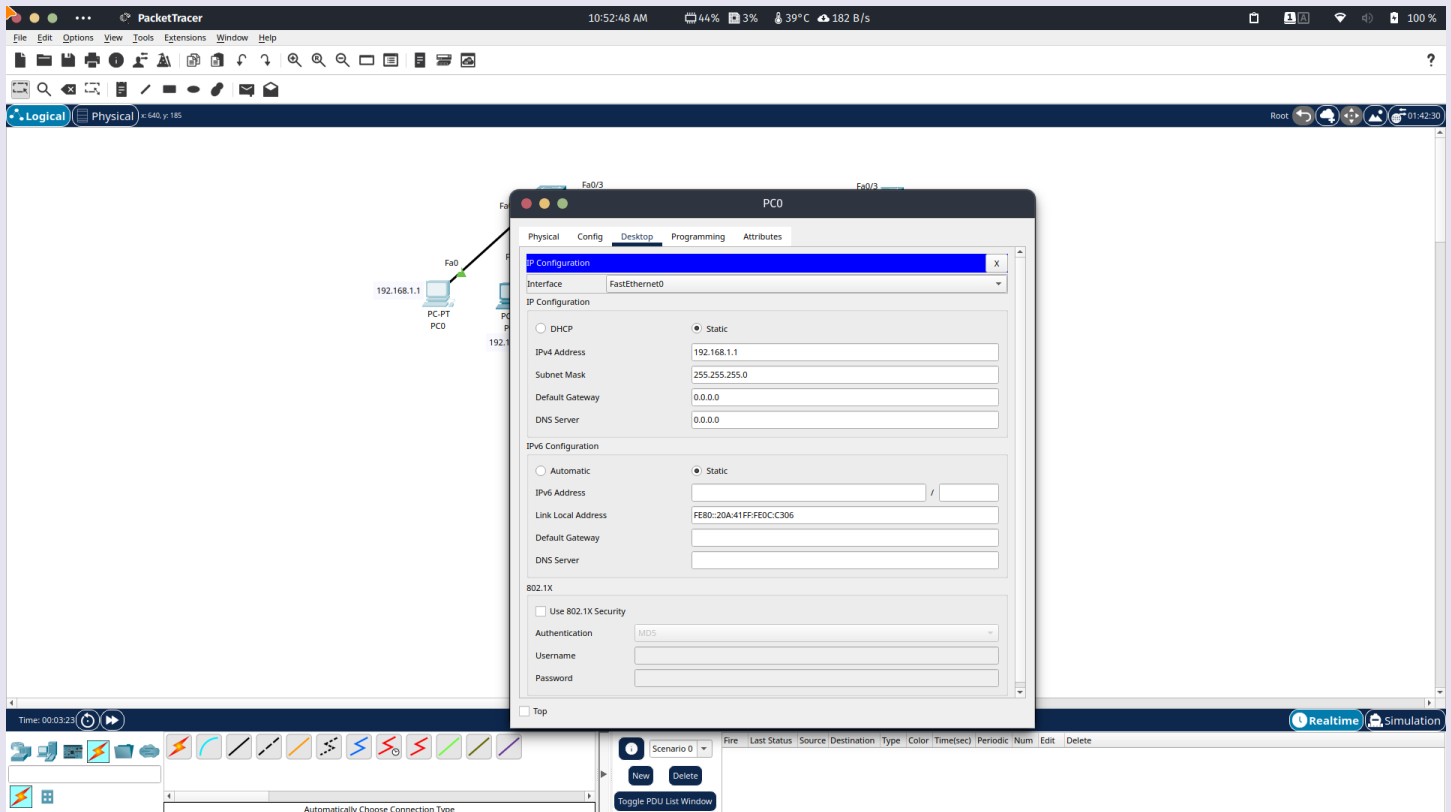 PacketTracer 10:52:48 AM 44% 3% 39°C 182 B/s 1 A 100 %
File Edit Options View Tools Extensions Window Help
?
Logical Physical x: 640, y: 185 Root 01:42:30
Fa0/3 Fa0/3
PC0
Physical Config Desktop Programming Attributes
IP Configuration X
Interface FastEthernet0
IP Configuration
DHCP Static
IPv4 Address 192.168.1.1
Subnet Mask 255.255.255.0
Default Gateway 0.0.0.0
DNS Server 0.0.0.0
IPv6 Configuration
Automatic Static
IPv6 Address /
Link Local Address FE80::20A:41FF:FE0C:C306
Default Gateway
DNS Server
802.1X
Use 802.1X Security
Authentication MD5
Username
Password
Top
Fa0
192.168.1.1
PC-PT
PC0
Time: 00:03:23 Realtime Simulation
Scenario 0
New Delete
Toggle PDU List Window
Fire Last Status Source Destination Type Color Time(sec) Periodic Num Edit Delete
Automatically Choose Connection Type